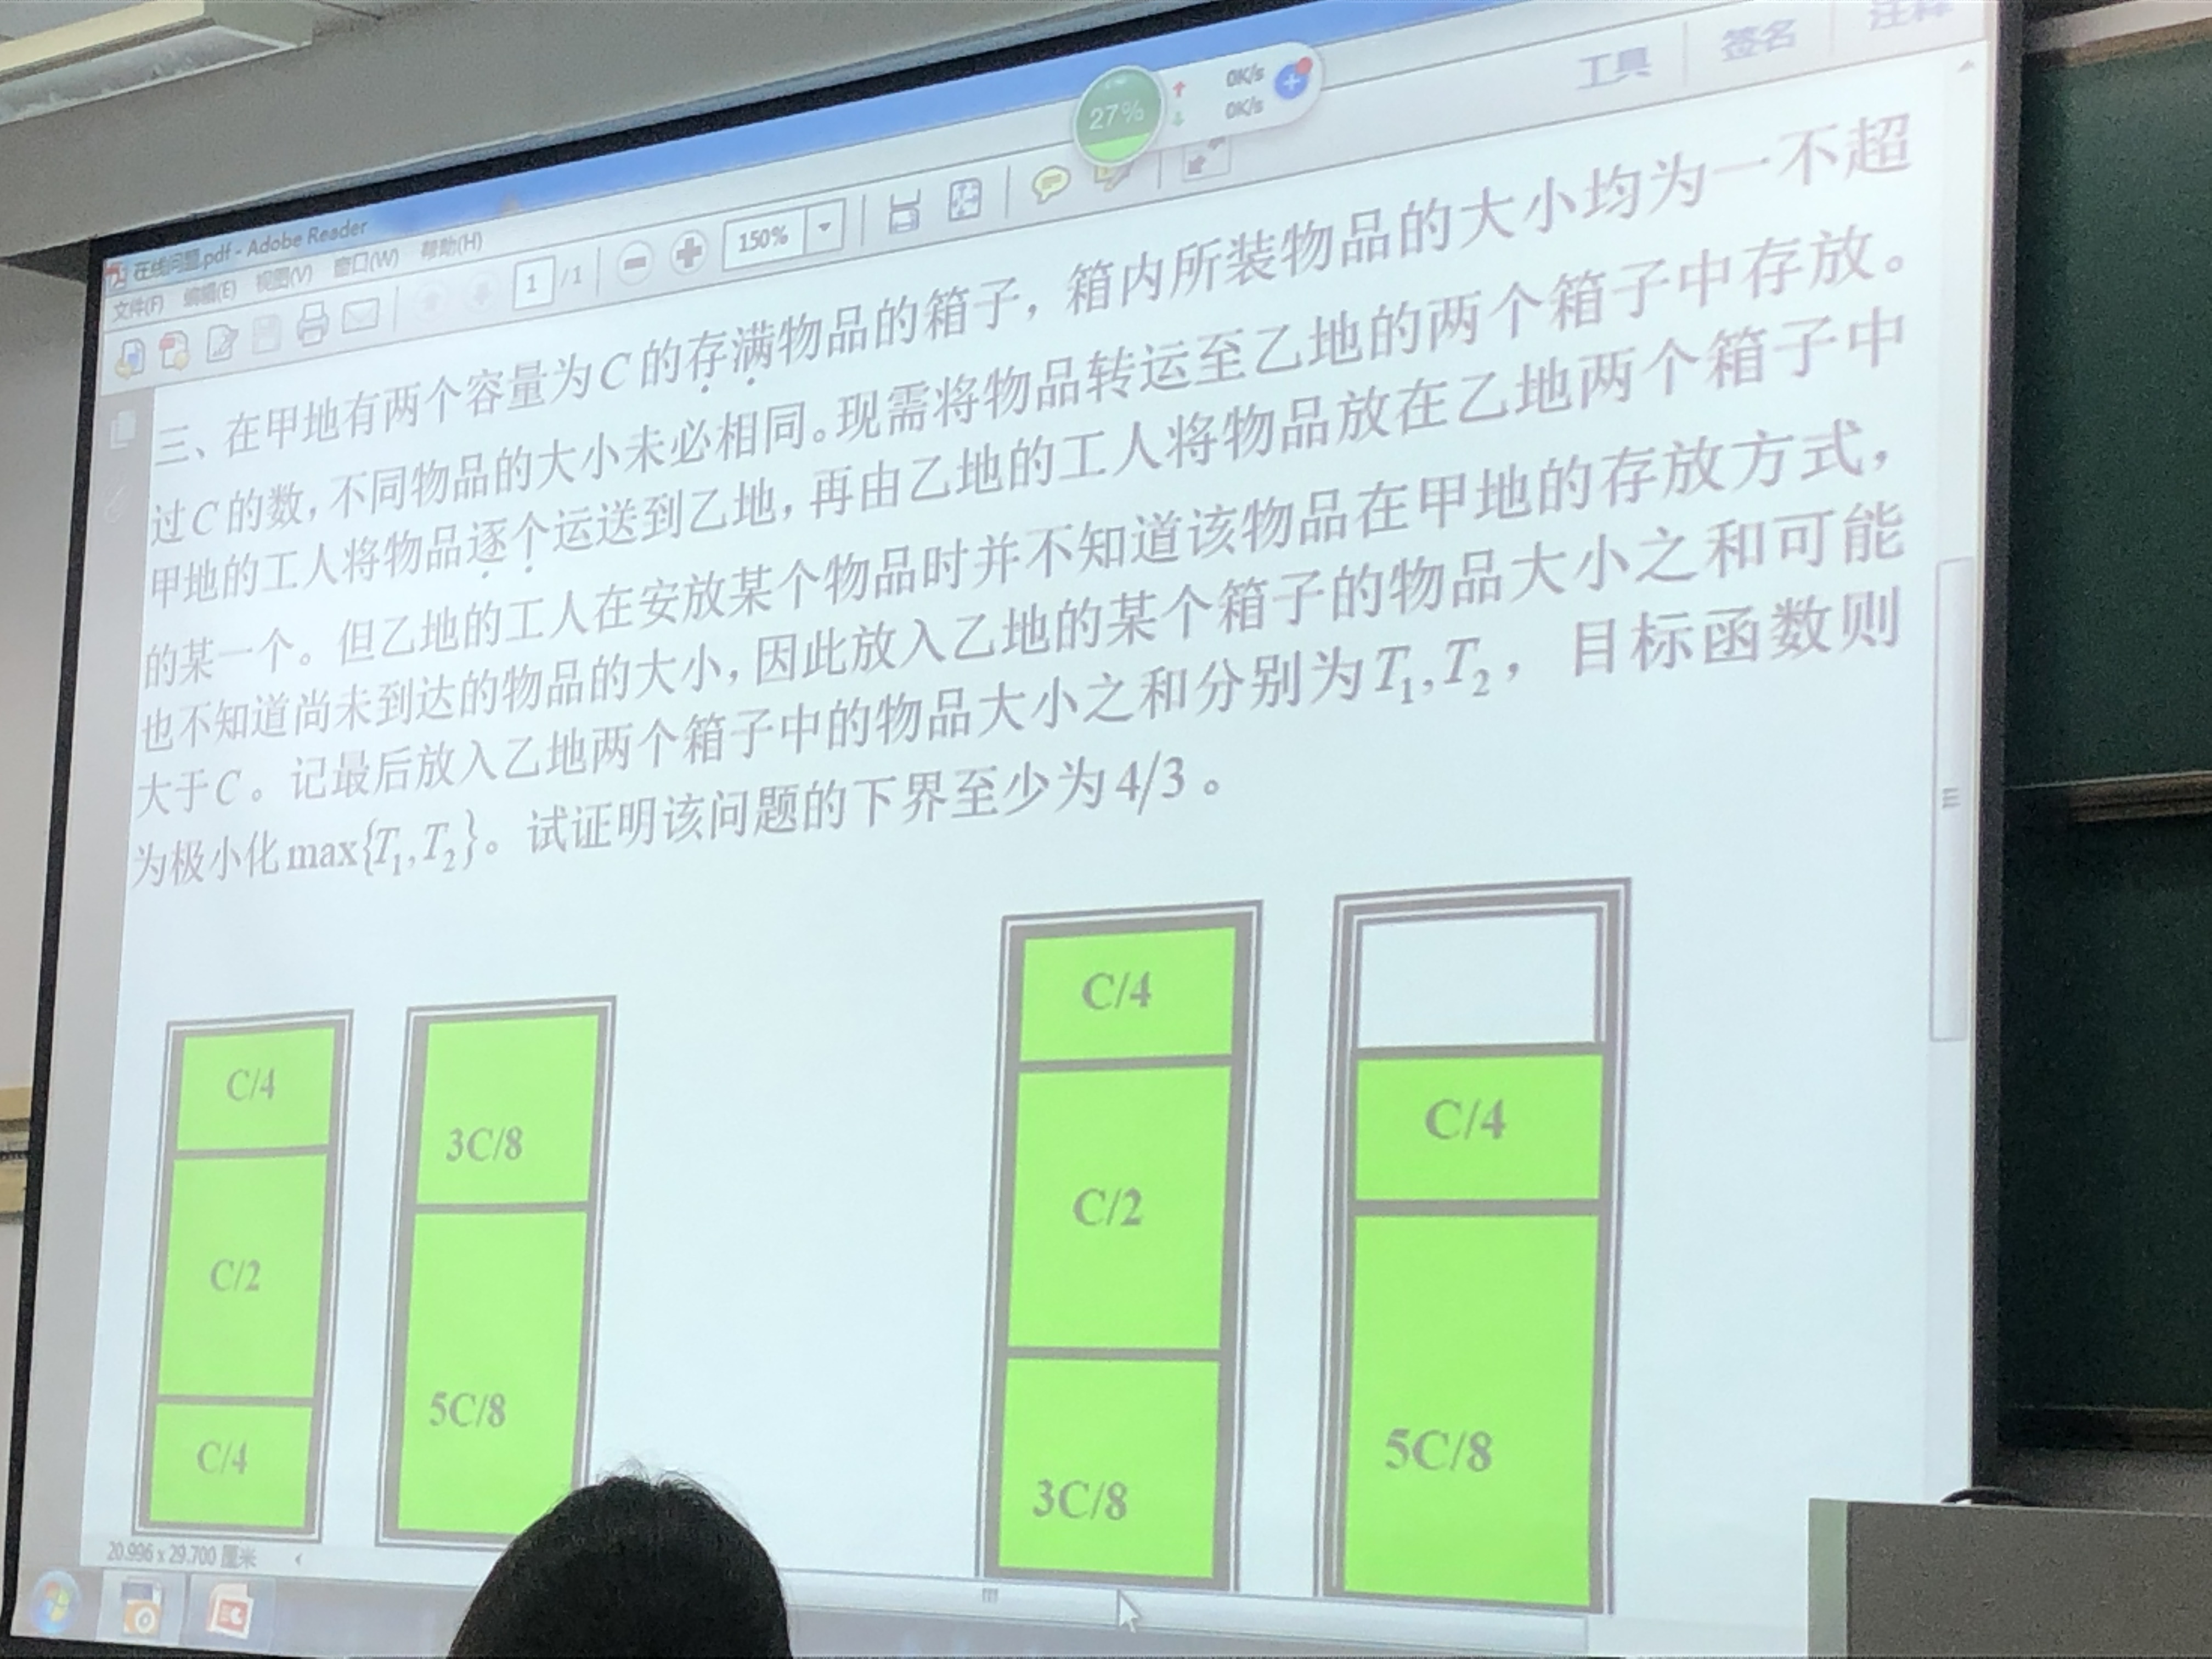 工具 签名 注释
27% 0K/s
0K/s
在线问题.pdf - Adobe Reader
文件(F) 编辑(E) 视图(V) 窗口(W) 帮助(H)
1 /1 150%
三、在甲地有两个容量为C的存满物品的箱子，箱内所装物品的大小均为一不超
过C的数，不同物品的大小未必相同。现需将物品转运至乙地的两个箱子中存放。
甲地的工人将物品逐个运送到乙地，再由乙地的工人将物品放在乙地两个箱子中
的某一个。但乙地的工人在安放某个物品时并不知道该物品在甲地的存放方式，
也不知道尚未到达的物品的大小，因此放入乙地的某个箱子的物品大小之和可能
大于C。记最后放入乙地两个箱子中的物品大小之和分别为T₁,T₂，目标函数则
为极小化max{T₁,T₂}。试证明该问题的下界至少为4/3。
C/4
C/2
C/4
3C/8
5C/8
C/4
C/2
3C/8
C/4
5C/8
20.996 x 29.700 厘米